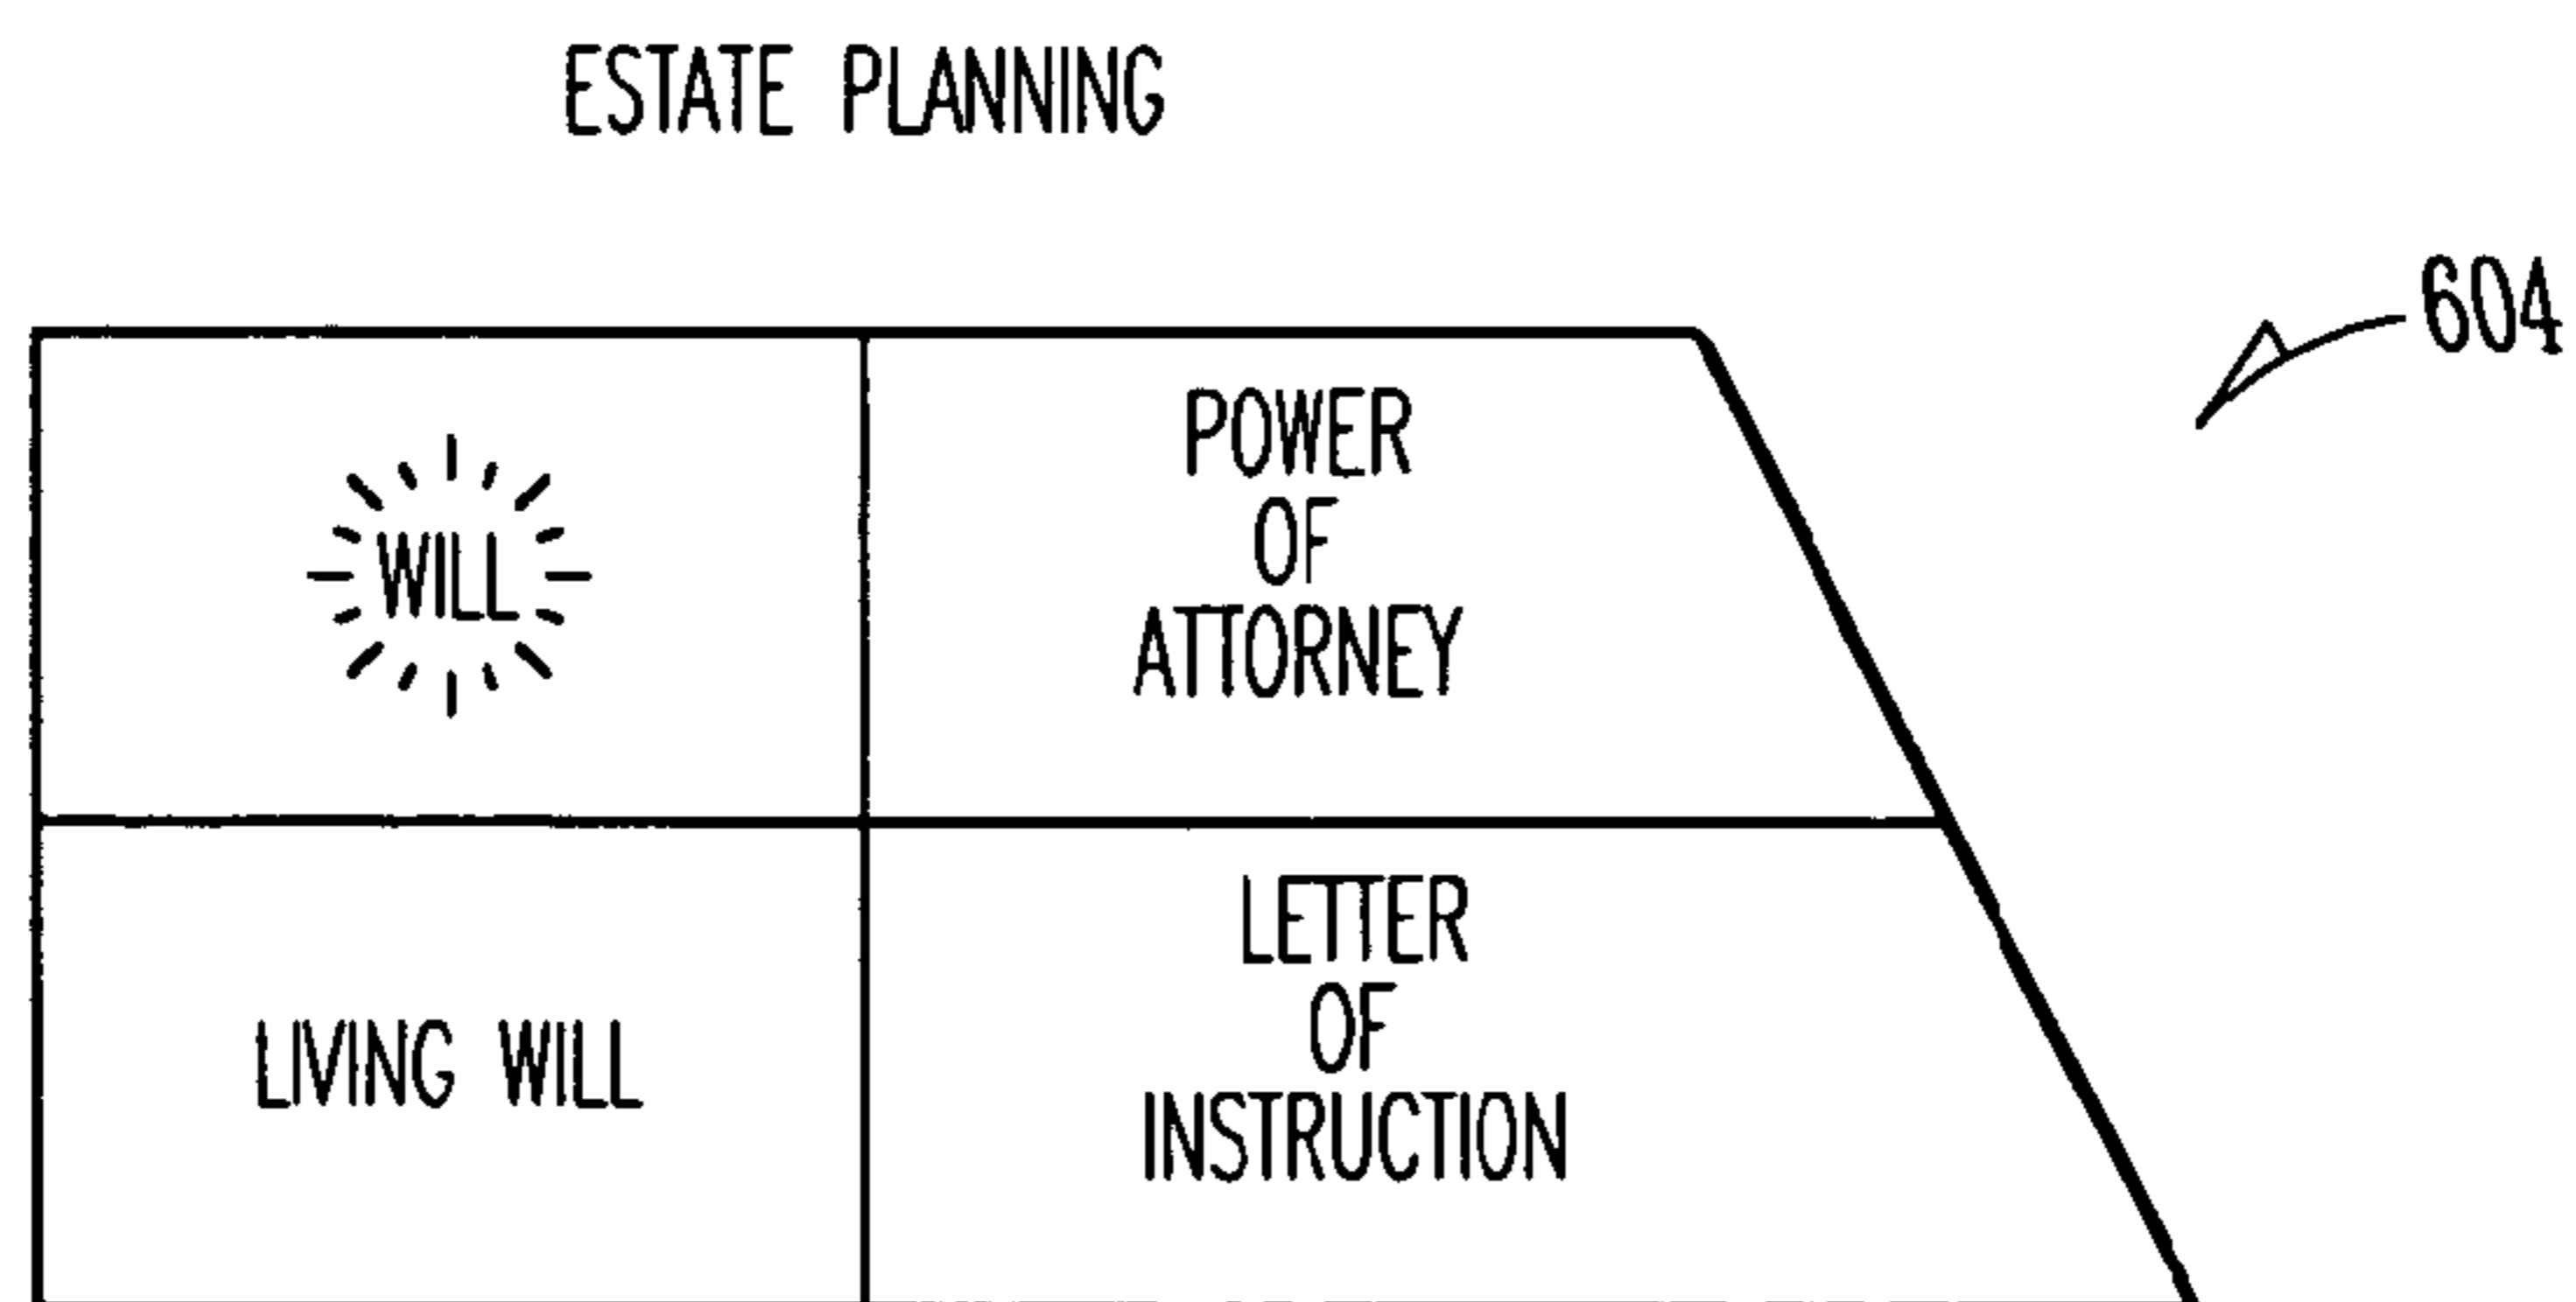 ESTATE PLANNING
604
WILL
POWER
OF
ATTORNEY
LIVING WILL
LETTER
OF
INSTRUCTION